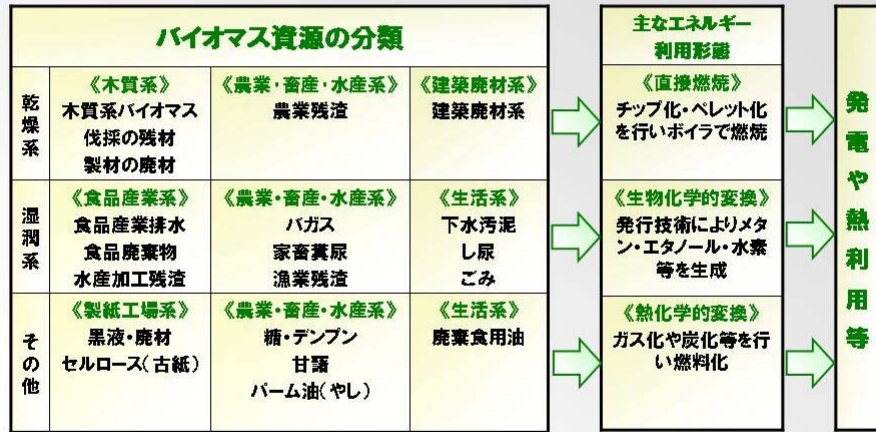 バイオマス資源の分類
主なエネルギー
利用形態
乾燥系
《木質系》
木質系バイオマス
伐採の残材
製材の廃材
《農業・畜産・水産系》
農業残渣
《建築廃材系》
建築廃材系
《直接燃焼》
チップ化・ペレット化
を行いボイラで燃焼
湿潤系
《食品産業系》
食品産業排水
食品廃棄物
水産加工残渣
《農業・畜産・水産系》
バガス
家畜糞尿
漁業残渣
《生活系》
下水汚泥
し尿
ごみ
《生物化学的変換》
発行技術によりメタ
ン・エタノール・水素
等を生成
その他
《製紙工場系》
黒液・廃材
セルロース(古紙)
《農業・畜産・水産系》
糖・デンプン
甘藷
パーム油(やし)
《生活系》
廃棄食用油
《熱化学的変換》
ガス化や炭化等を行
い燃料化
発電や熱利用等